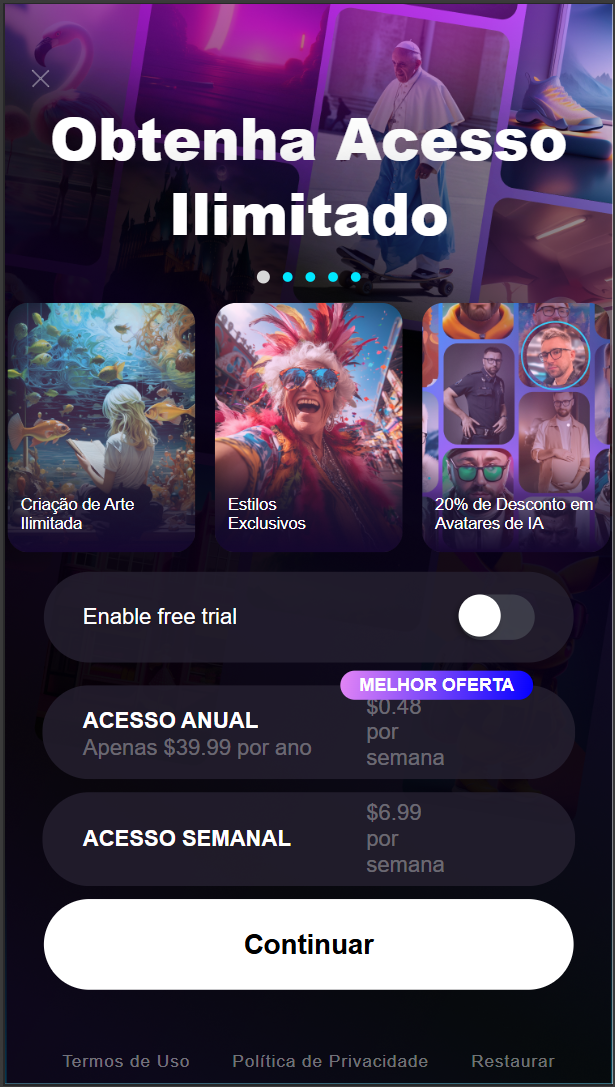 Obtenha Acesso
Ilimitado
Criação de Arte
Ilimitada
Estilos
Exclusivos
20% de Desconto em
Avatares de IA
Enable free trial
MELHOR OFERTA
ACESSO ANUAL
Apenas $39.99 por ano
$0.48
por
semana
ACESSO SEMANAL
$6.99
por
semana
Continuar
Termos de Uso
Política de Privacidade
Restaurar